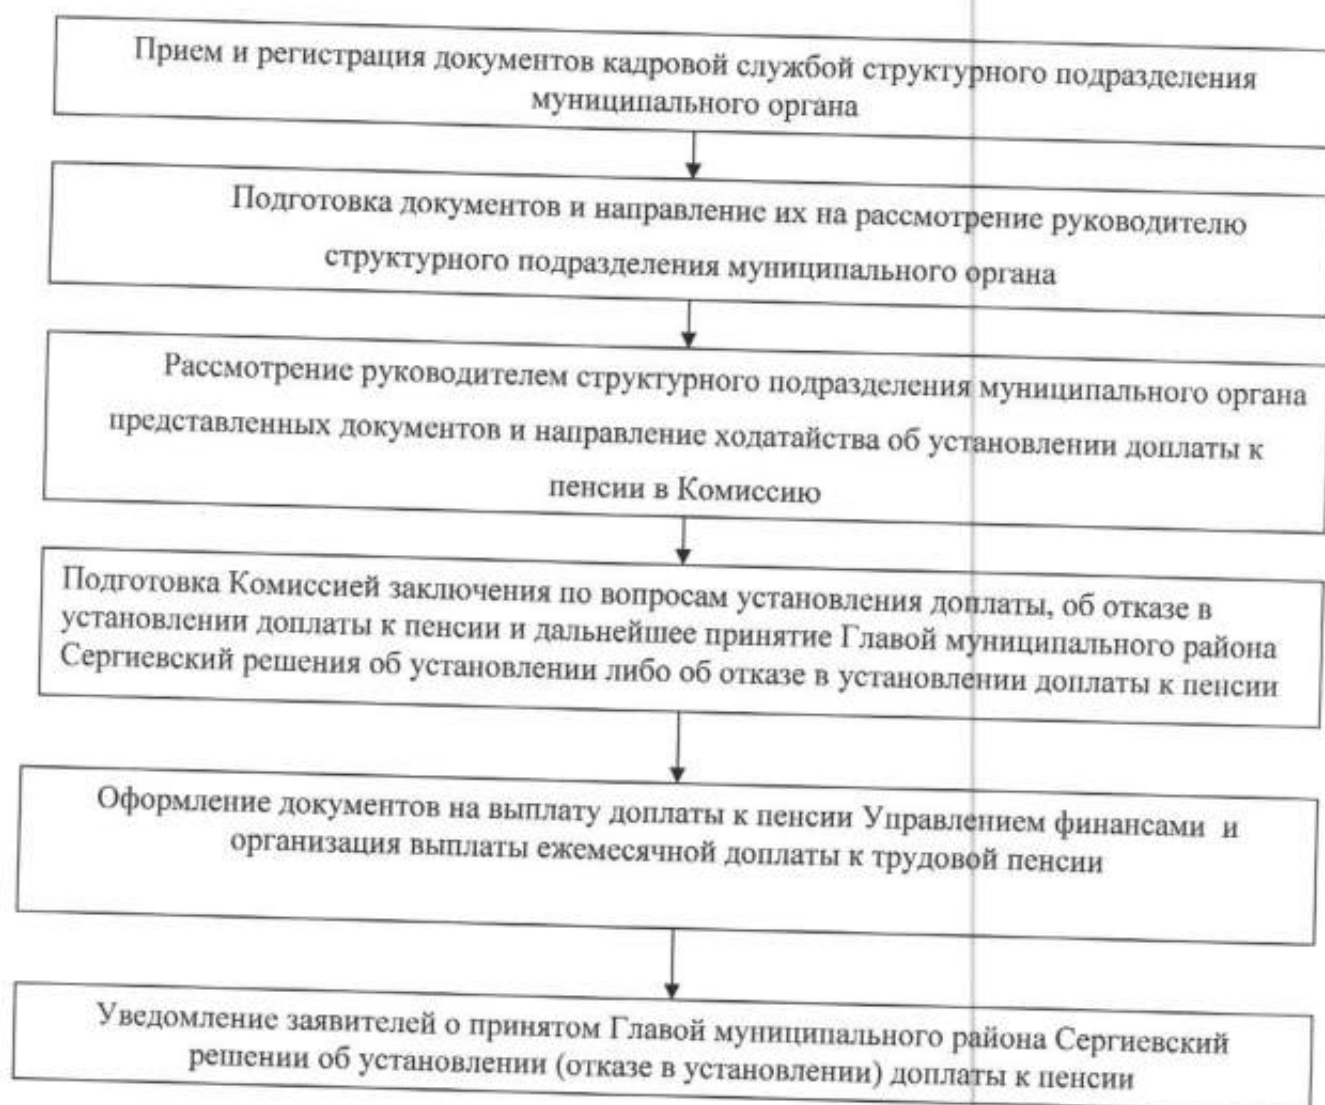 Прием и регистрация документов кадровой службой структурного подразделения
муниципального органа
Подготовка документов и направление их на рассмотрение руководителю
структурного подразделения муниципального органа
Рассмотрение руководителем структурного подразделения муниципального органа
представленных документов и направление ходатайства об установлении доплаты к
пенсии в Комиссию
Подготовка Комиссией заключения по вопросам установления доплаты, об отказе в
установлении доплаты к пенсии и дальнейшее принятие Главой муниципального района
Сергиевский решения об установлении либо об отказе в установлении доплаты к пенсии
Оформление документов на выплату доплаты к пенсии Управлением финансами и
организация выплаты ежемесячной доплаты к трудовой пенсии
Уведомление заявителей о принятом Главой муниципального района Сергиевский
решении об установлении (отказе в установлении) доплаты к пенсии